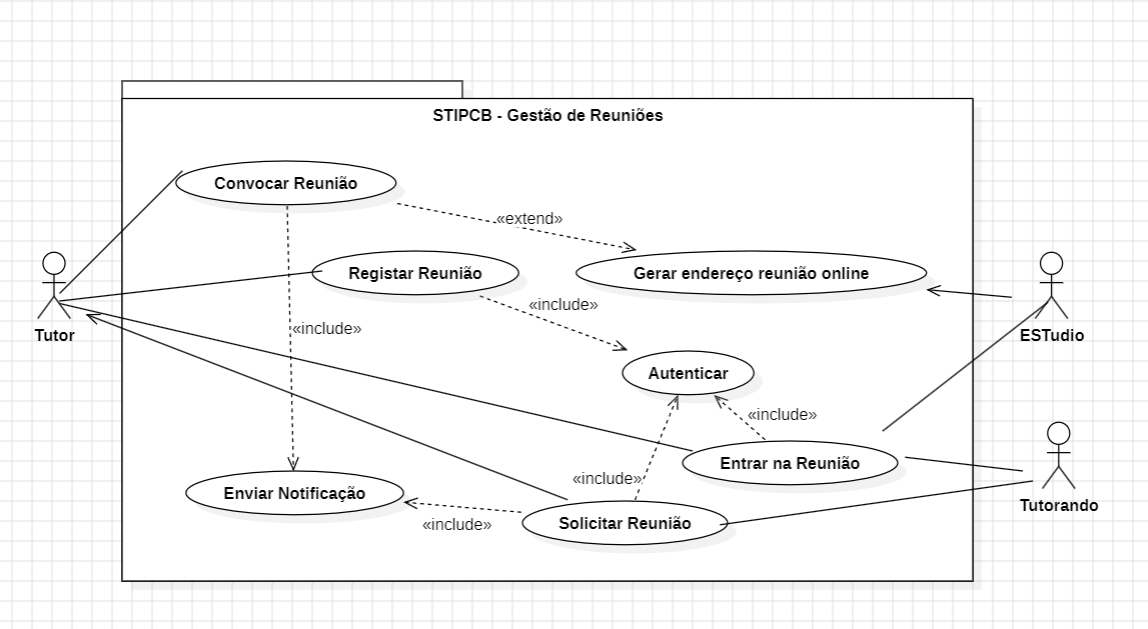 STIPCB - Gestão de Reuniões
Convocar Reunião
«extend»
Registar Reunião
Gerar endereço reunião online
«include»
«include»
Tutor
ESTudio
Autenticar
«include»
Entrar na Reunião
«include»
Enviar Notificação
Tutorando
«include»
Solicitar Reunião